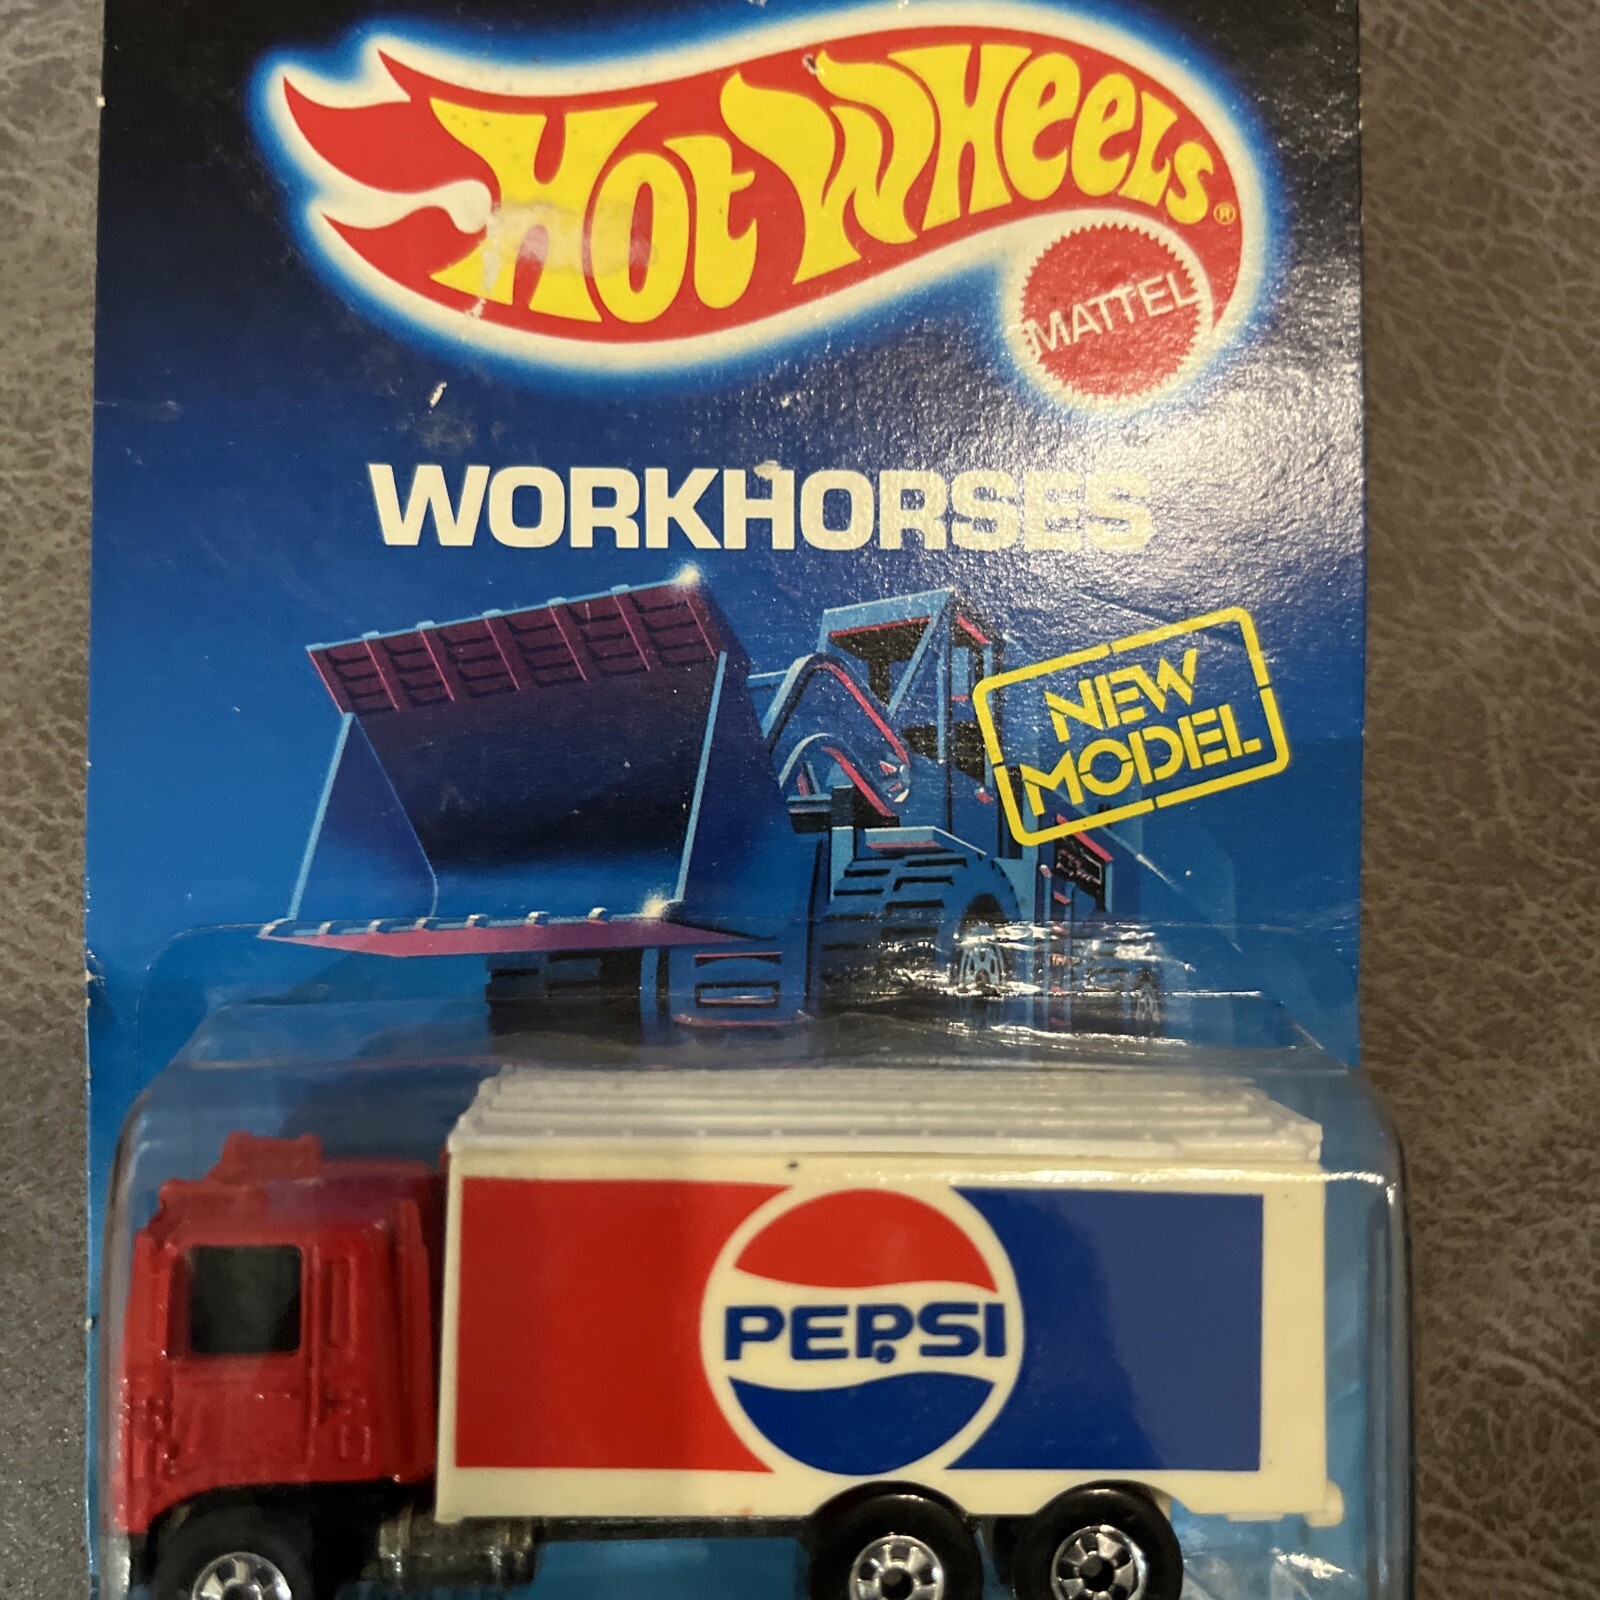 Hot Wheels®
MATTEL
WORKHORSES
NEW
MODEL
PEPSI